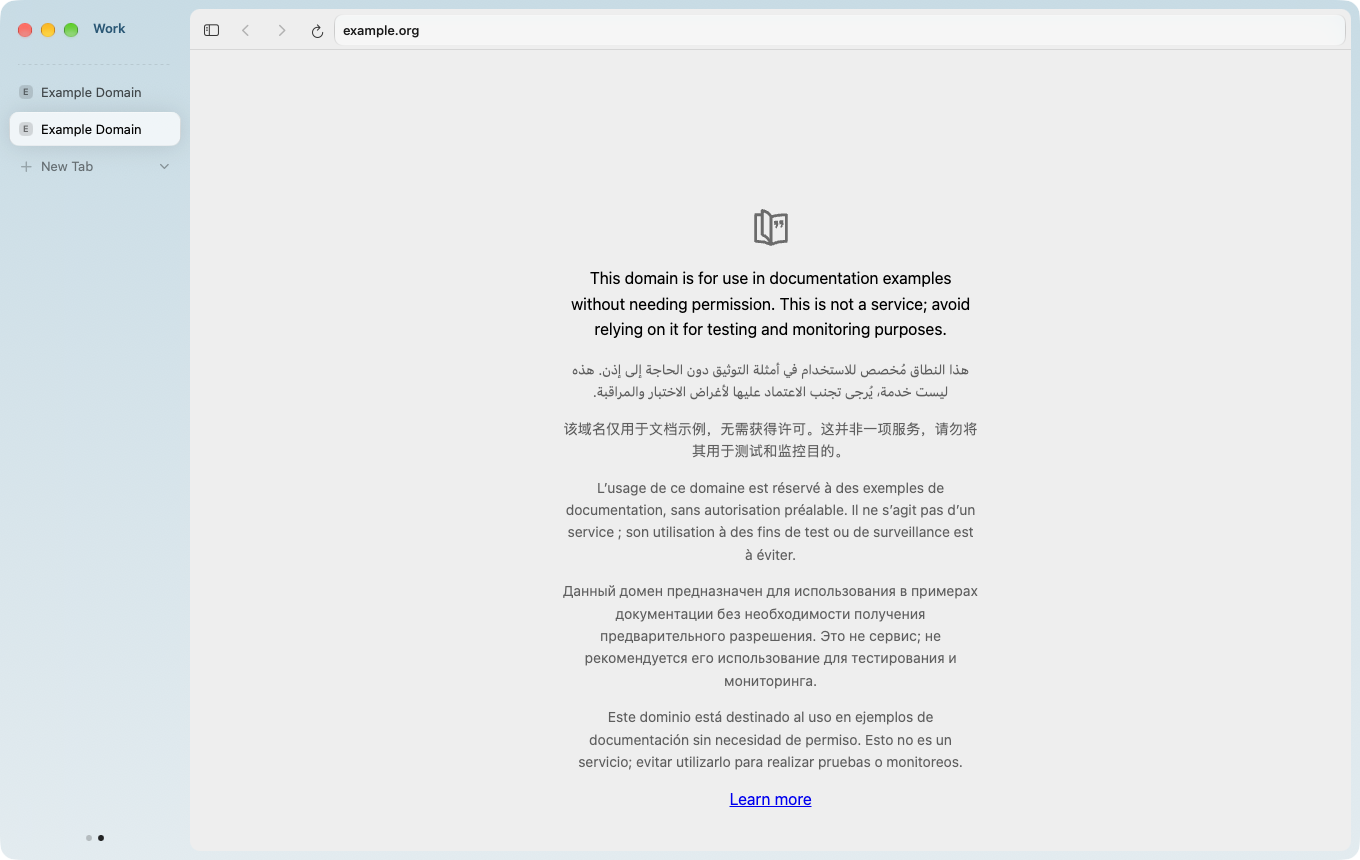 Work
example.org
E Example Domain
E Example Domain
New Tab
This domain is for use in documentation examples
without needing permission. This is not a service; avoid
relying on it for testing and monitoring purposes.
هذا النطاق مُخصص للاستخدام في أمثلة التوثيق دون الحاجة إلى إذن. هذه
ليست خدمة، يُرجى تجنب الاعتماد عليها لأغراض الاختبار والمراقبة.
该域名仅用于文档示例，无需获得许可。这并非一项服务，请勿将
其用于测试和监控目的。
L’usage de ce domaine est réservé à des exemples de
documentation, sans autorisation préalable. Il ne s’agit pas d’un
service ; son utilisation à des fins de test ou de surveillance est
à éviter.
Данный домен предназначен для использования в примерах
документации без необходимости получения
предварительного разрешения. Это не сервис; не
рекомендуется его использование для тестирования и
мониторинга.
Este dominio está destinado al uso en ejemplos de
documentación sin necesidad de permiso. Esto no es un
servicio; evitar utilizarlo para realizar pruebas o monitoreos.
Learn more